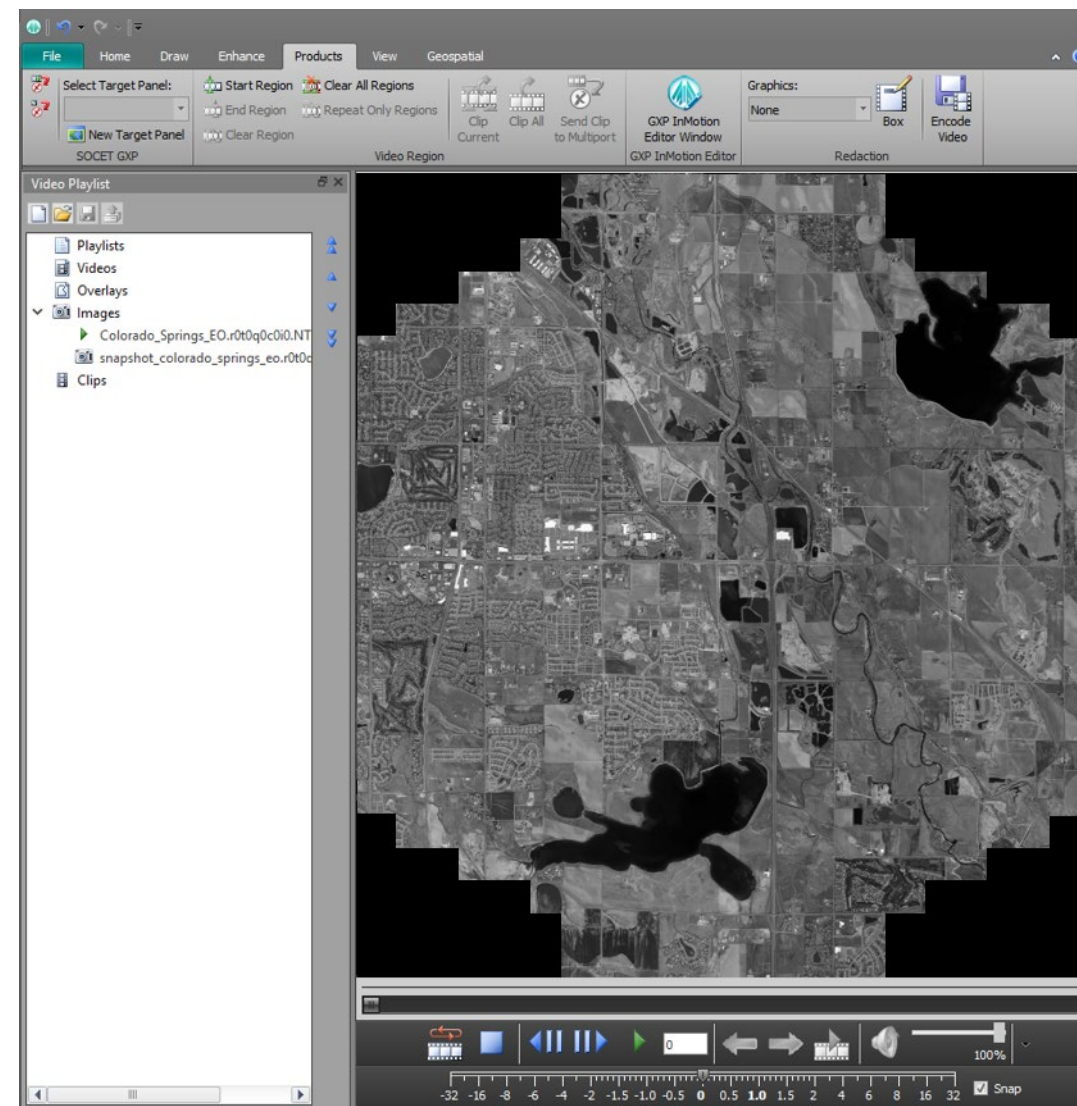 File Home Draw Enhance Products View Geospatial
Select Target Panel:
New Target Panel
SOCET GXP
Start Region Clear All Regions
End Region Repeat Only Regions
Clear Region
Clip Current
Clip All
Send Clip to Multiport
Video Region
GXP InMotion
Editor Window
GXP InMotion Editor
Graphics:
None
Box
Encode
Video
Redaction
Video Playlist
Playlists
Videos
Overlays
Images
Colorado_Springs_EO.r0t0q0c0i0.NT
snapshot_colorado_springs_eo.r0t0
Clips
0
100%
-32 -16 -8 -6 -4 -2 -1.5 -1.0 -0.5 0 0.5 1.0 1.5 2 4 6 8 16 32 Snap